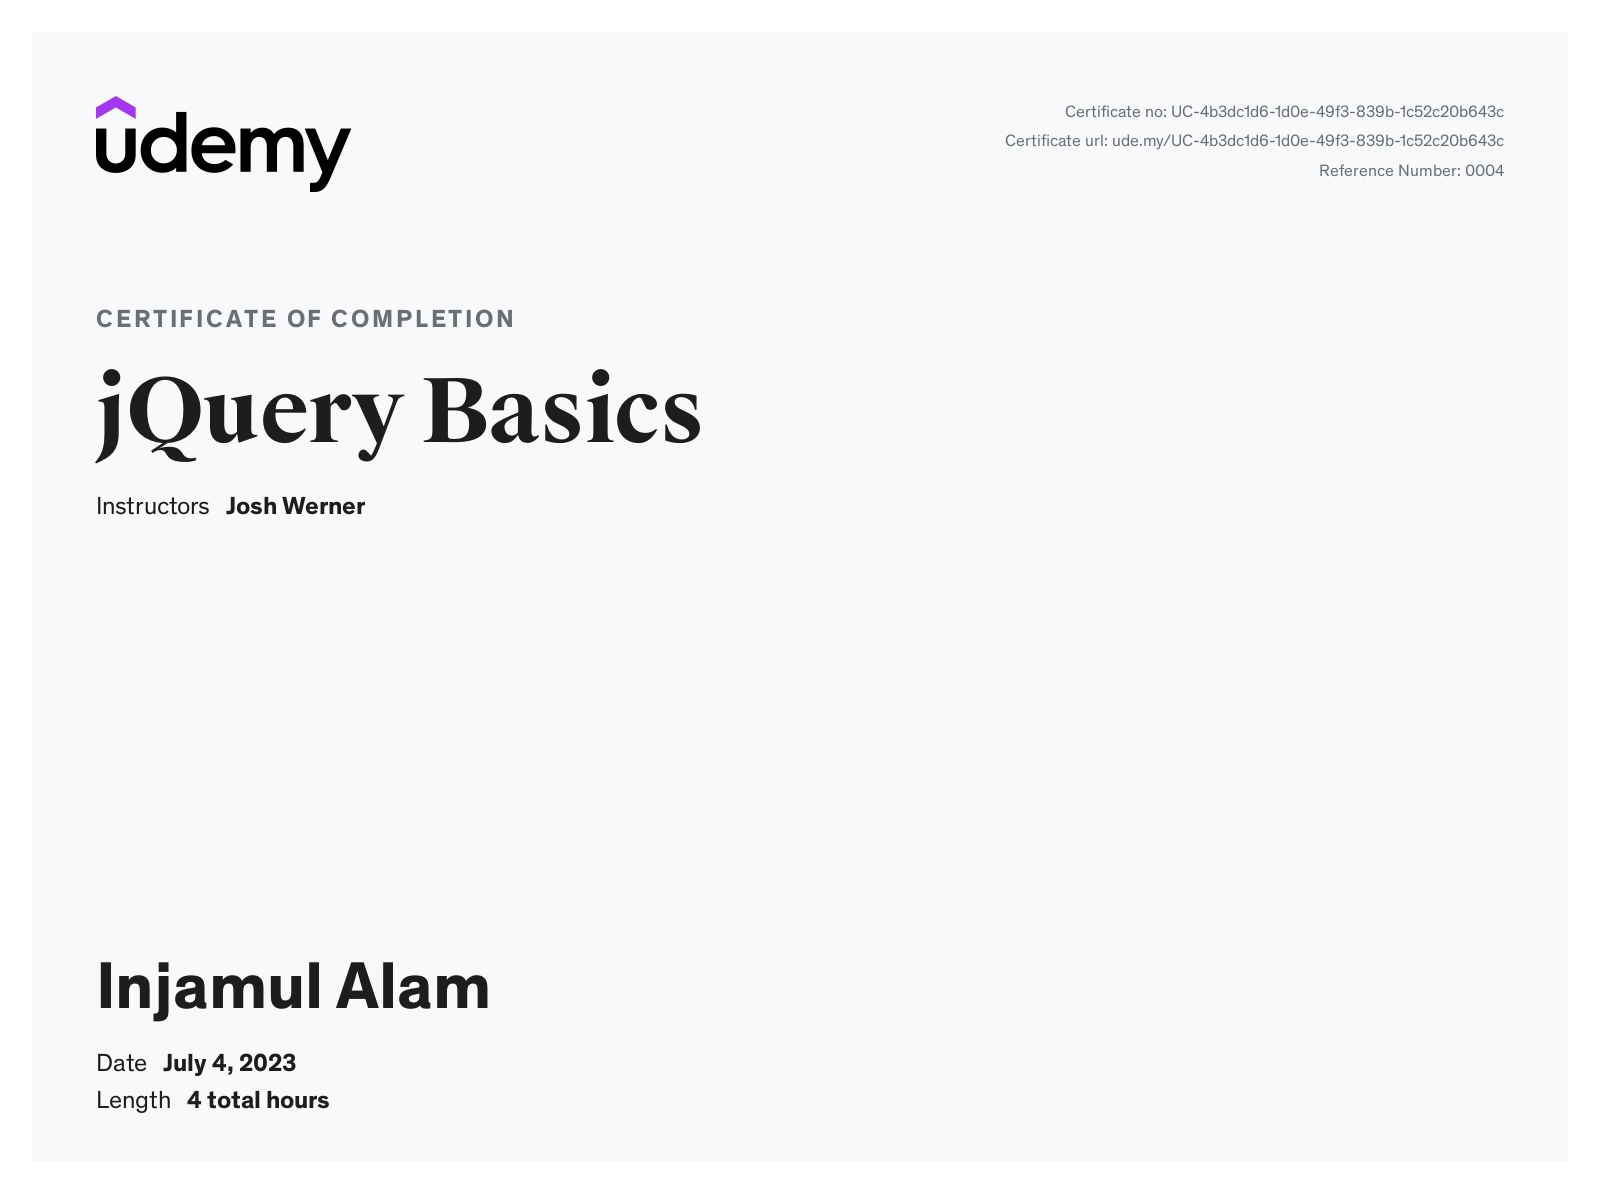 udemy
Certificate no: UC-4b3dc1d6-1d0e-49f3-839b-1c52c20b643c
Certificate url: ude.my/UC-4b3dc1d6-1d0e-49f3-839b-1c52c20b643c
Reference Number: 0004
CERTIFICATE OF COMPLETION
jQuery Basics
Instructors Josh Werner
Injamul Alam
Date July 4, 2023
Length 4 total hours